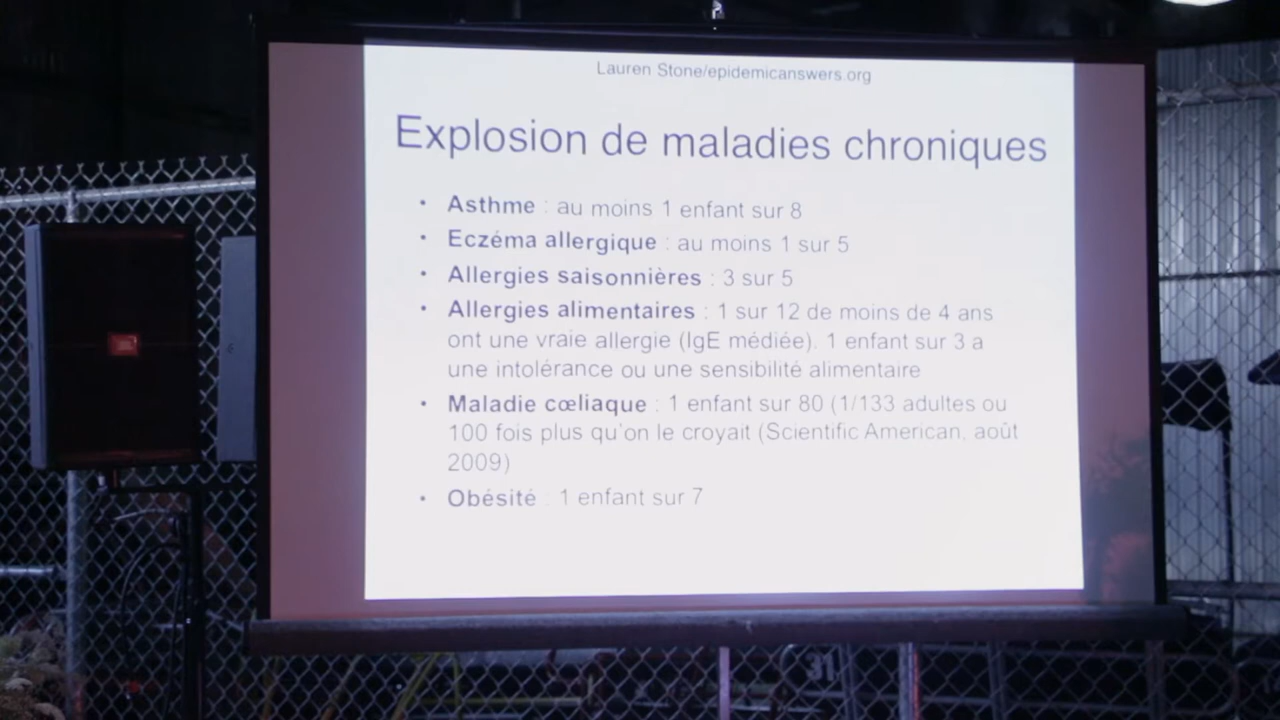 Lauren Stone/epidemicanswers.org
Explosion de maladies chroniques
• Asthme : au moins 1 enfant sur 8
• Eczéma allergique : au moins 1 sur 5
• Allergies saisonnières : 3 sur 5
• Allergies alimentaires : 1 sur 12 de moins de 4 ans
ont une vraie allergie (IgE médiée). 1 enfant sur 3 a
une intolérance ou une sensibilité alimentaire
• Maladie cœliaque : 1 enfant sur 80 (1/133 adultes ou
100 fois plus qu'on le croyait (Scientific American, août
2009)
• Obésité : 1 enfant sur 7
31